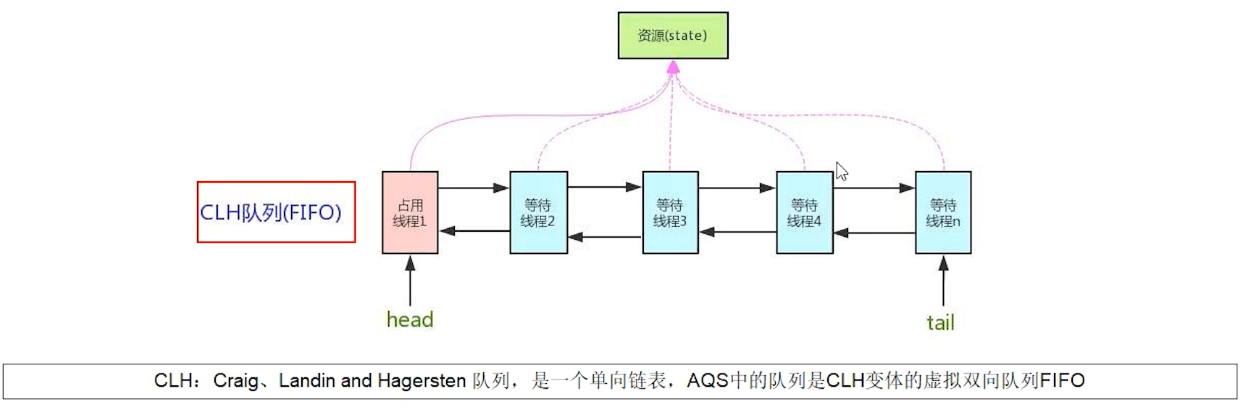 资源(state)
CLH队列(FIFO)
占用
线程1
等待
线程2
等待
线程3
等待
线程4
等待
线程n
head
tail
CLH：Craig、Landin and Hagersten 队列，是一个单向链表，AQS中的队列是CLH变体的虚拟双向队列FIFO